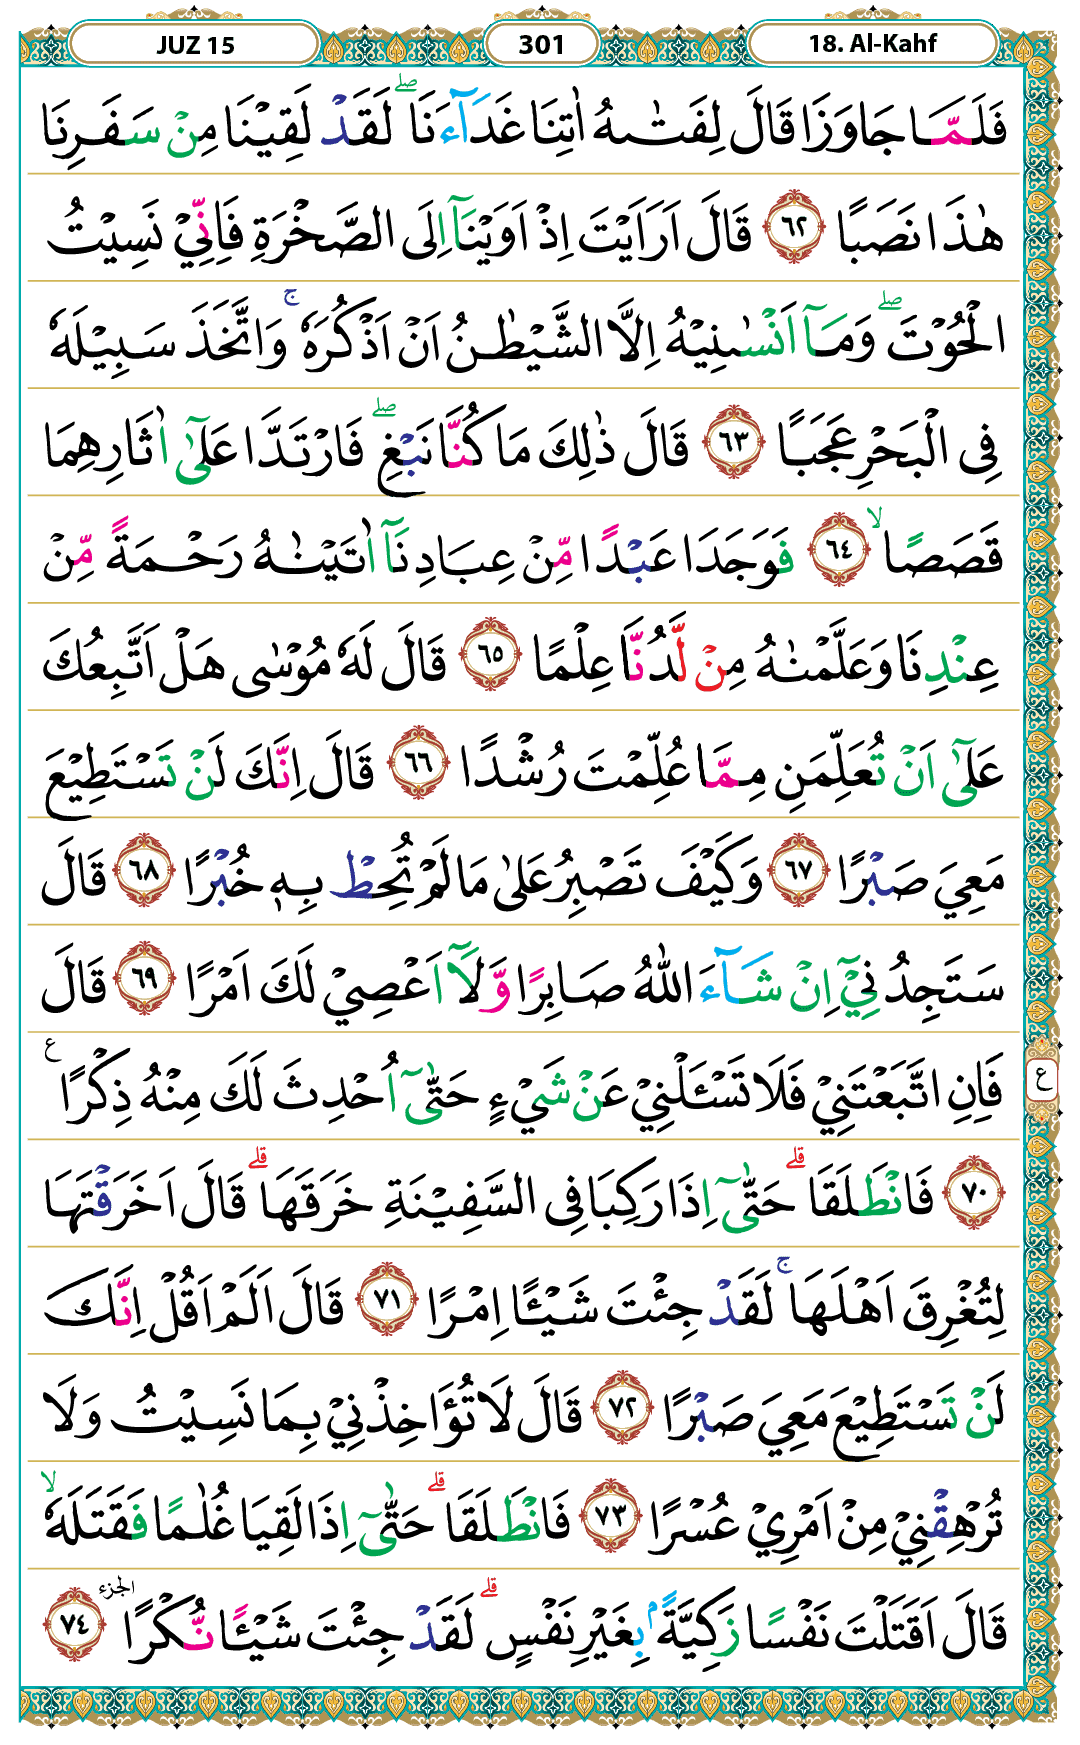 JUZ 15
301
18. Al-Kahf
فَلَمَّا جَاوَزَا قَالَ لِفَتٰىهُ اٰتِنَا غَدَاۤءَنَاۖ لَقَدْ لَقِيْنَا مِنْ سَفَرِنَا
هٰذَا نَصَبًا ٦٢ قَالَ اَرَاَيْتَ اِذْ اَوَيْنَآ اِلَى الصَّخْرَةِ فَاِنِّيْ نَسِيْتُ
الْحُوْتَۖ وَمَآ اَنْسٰىنِيْهُ اِلَّا الشَّيْطٰنُ اَنْ اَذْكُرَهٗۚ وَاتَّخَذَ سَبِيْلَهٗ
فِى الْبَحْرِ عَجَبًا ٦٣ قَالَ ذٰلِكَ مَا كُنَّا نَبْغِۖ فَارْتَدَّا عَلٰٓى اٰثَارِهِمَا
قَصَصًاۙ ٦٤ فَوَجَدَا عَبْدًا مِّنْ عِبَادِنَآ اٰتَيْنٰهُ رَحْمَةً مِّنْ
عِنْدِنَا وَعَلَّمْنٰهُ مِنْ لَّدُنَّا عِلْمًا ٦٥ قَالَ لَهٗ مُوْسٰى هَلْ اَتَّبِعُكَ
عَلٰٓى اَنْ تُعَلِّمَنِ مِمَّا عُلِّمْتَ رُشْدًا ٦٦ قَالَ اِنَّكَ لَنْ تَسْتَطِيْعَ
مَعِيَ صَبْرًا ٦٧ وَكَيْفَ تَصْبِرُ عَلٰى مَا لَمْ تُحِطْ بِهٖ خُبْرًا ٦٨ قَالَ
سَتَجِدُنِيْٓ اِنْ شَاۤءَ اللّٰهُ صَابِرًا وَّلَآ اَعْصِيْ لَكَ اَمْرًا ٦٩ قَالَ
فَاِنِ اتَّبَعْتَنِيْ فَلَا تَسْـَٔلْنِيْ عَنْ شَيْءٍ حَتّٰٓى اُحْدِثَ لَكَ مِنْهُ ذِكْرًا ࣖ
ع
٧٠ فَانْطَلَقَاۗ حَتّٰٓى اِذَا رَكِبَا فِى السَّفِيْنَةِ خَرَقَهَاۗ قَالَ اَخَرَقْتَهَا
لِتُغْرِقَ اَهْلَهَاۚ لَقَدْ جِئْتَ شَيْـًٔا اِمْرًا ٧١ قَالَ اَلَمْ اَقُلْ اِنَّكَ
لَنْ تَسْتَطِيْعَ مَعِيَ صَبْرًا ٧٢ قَالَ لَا تُؤَاخِذْنِيْ بِمَا نَسِيْتُ وَلَا
تُرْهِقْنِيْ مِنْ اَمْرِيْ عُسْرًا ٧٣ فَانْطَلَقَاۗ حَتّٰٓى اِذَا لَقِيَا غُلٰمًا فَقَتَلَهٗۙ
قَالَ اَقَتَلْتَ نَفْسًا زَكِيَّةًۢ بِغَيْرِ نَفْسٍۗ لَقَدْ جِئْتَ شَيْـًٔا نُّكْرًا الجزء ٧٤